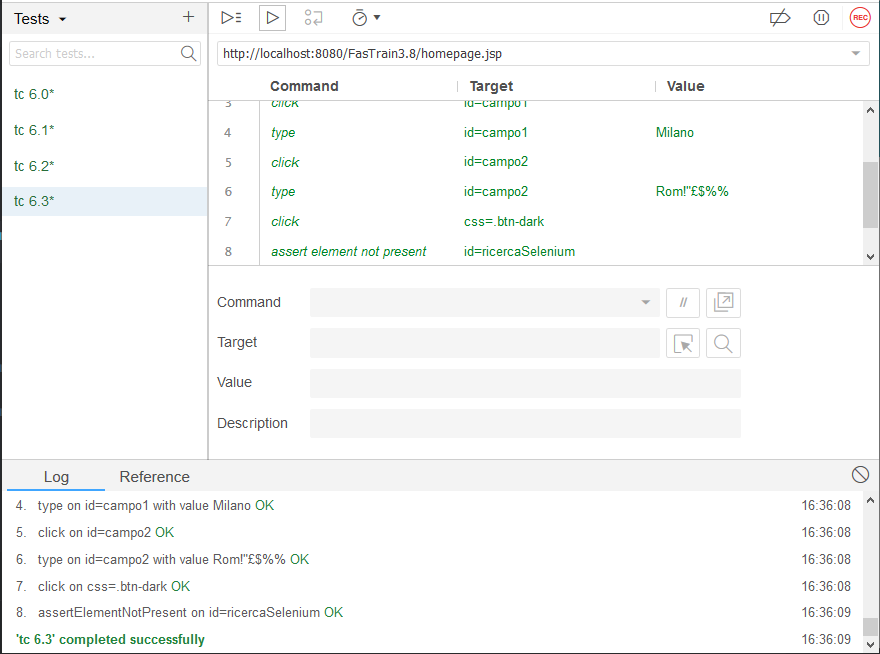 Tests
+
REC
Search tests...
http://localhost:8080/FasTrain3.8/homepage.jsp
Command Target Value
tc 6.0*
tc 6.1*
tc 6.2*
tc 6.3*
3 click id=campo1
4 type id=campo1 Milano
5 click id=campo2
6 type id=campo2 Rom!"£$%%
7 click css=.btn-dark
8 assert element not present id=ricercaSelenium
Command //
Target
Value
Description
Log Reference
4. type on id=campo1 with value Milano OK 16:36:08
5. click on id=campo2 OK 16:36:08
6. type on id=campo2 with value Rom!"£$%% OK 16:36:08
7. click on css=.btn-dark OK 16:36:08
8. assertElementNotPresent on id=ricercaSelenium OK 16:36:09
'tc 6.3' completed successfully 16:36:09